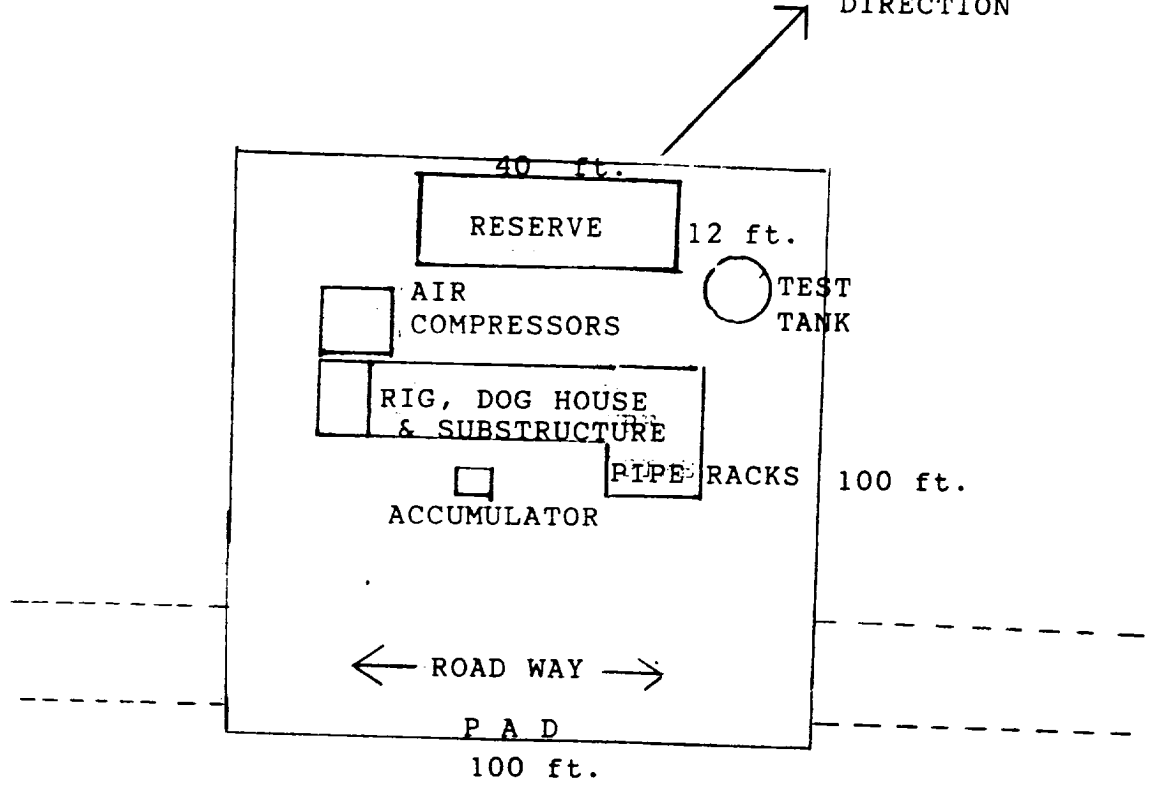 DIRECTION
40 ft.
RESERVE
12 ft.
AIR
COMPRESSORS
TEST
TANK
RIG, DOG HOUSE
& SUBSTRUCTURE
PIPE RACKS
100 ft.
ACCUMULATOR
ROAD WAY
P A D
100 ft.